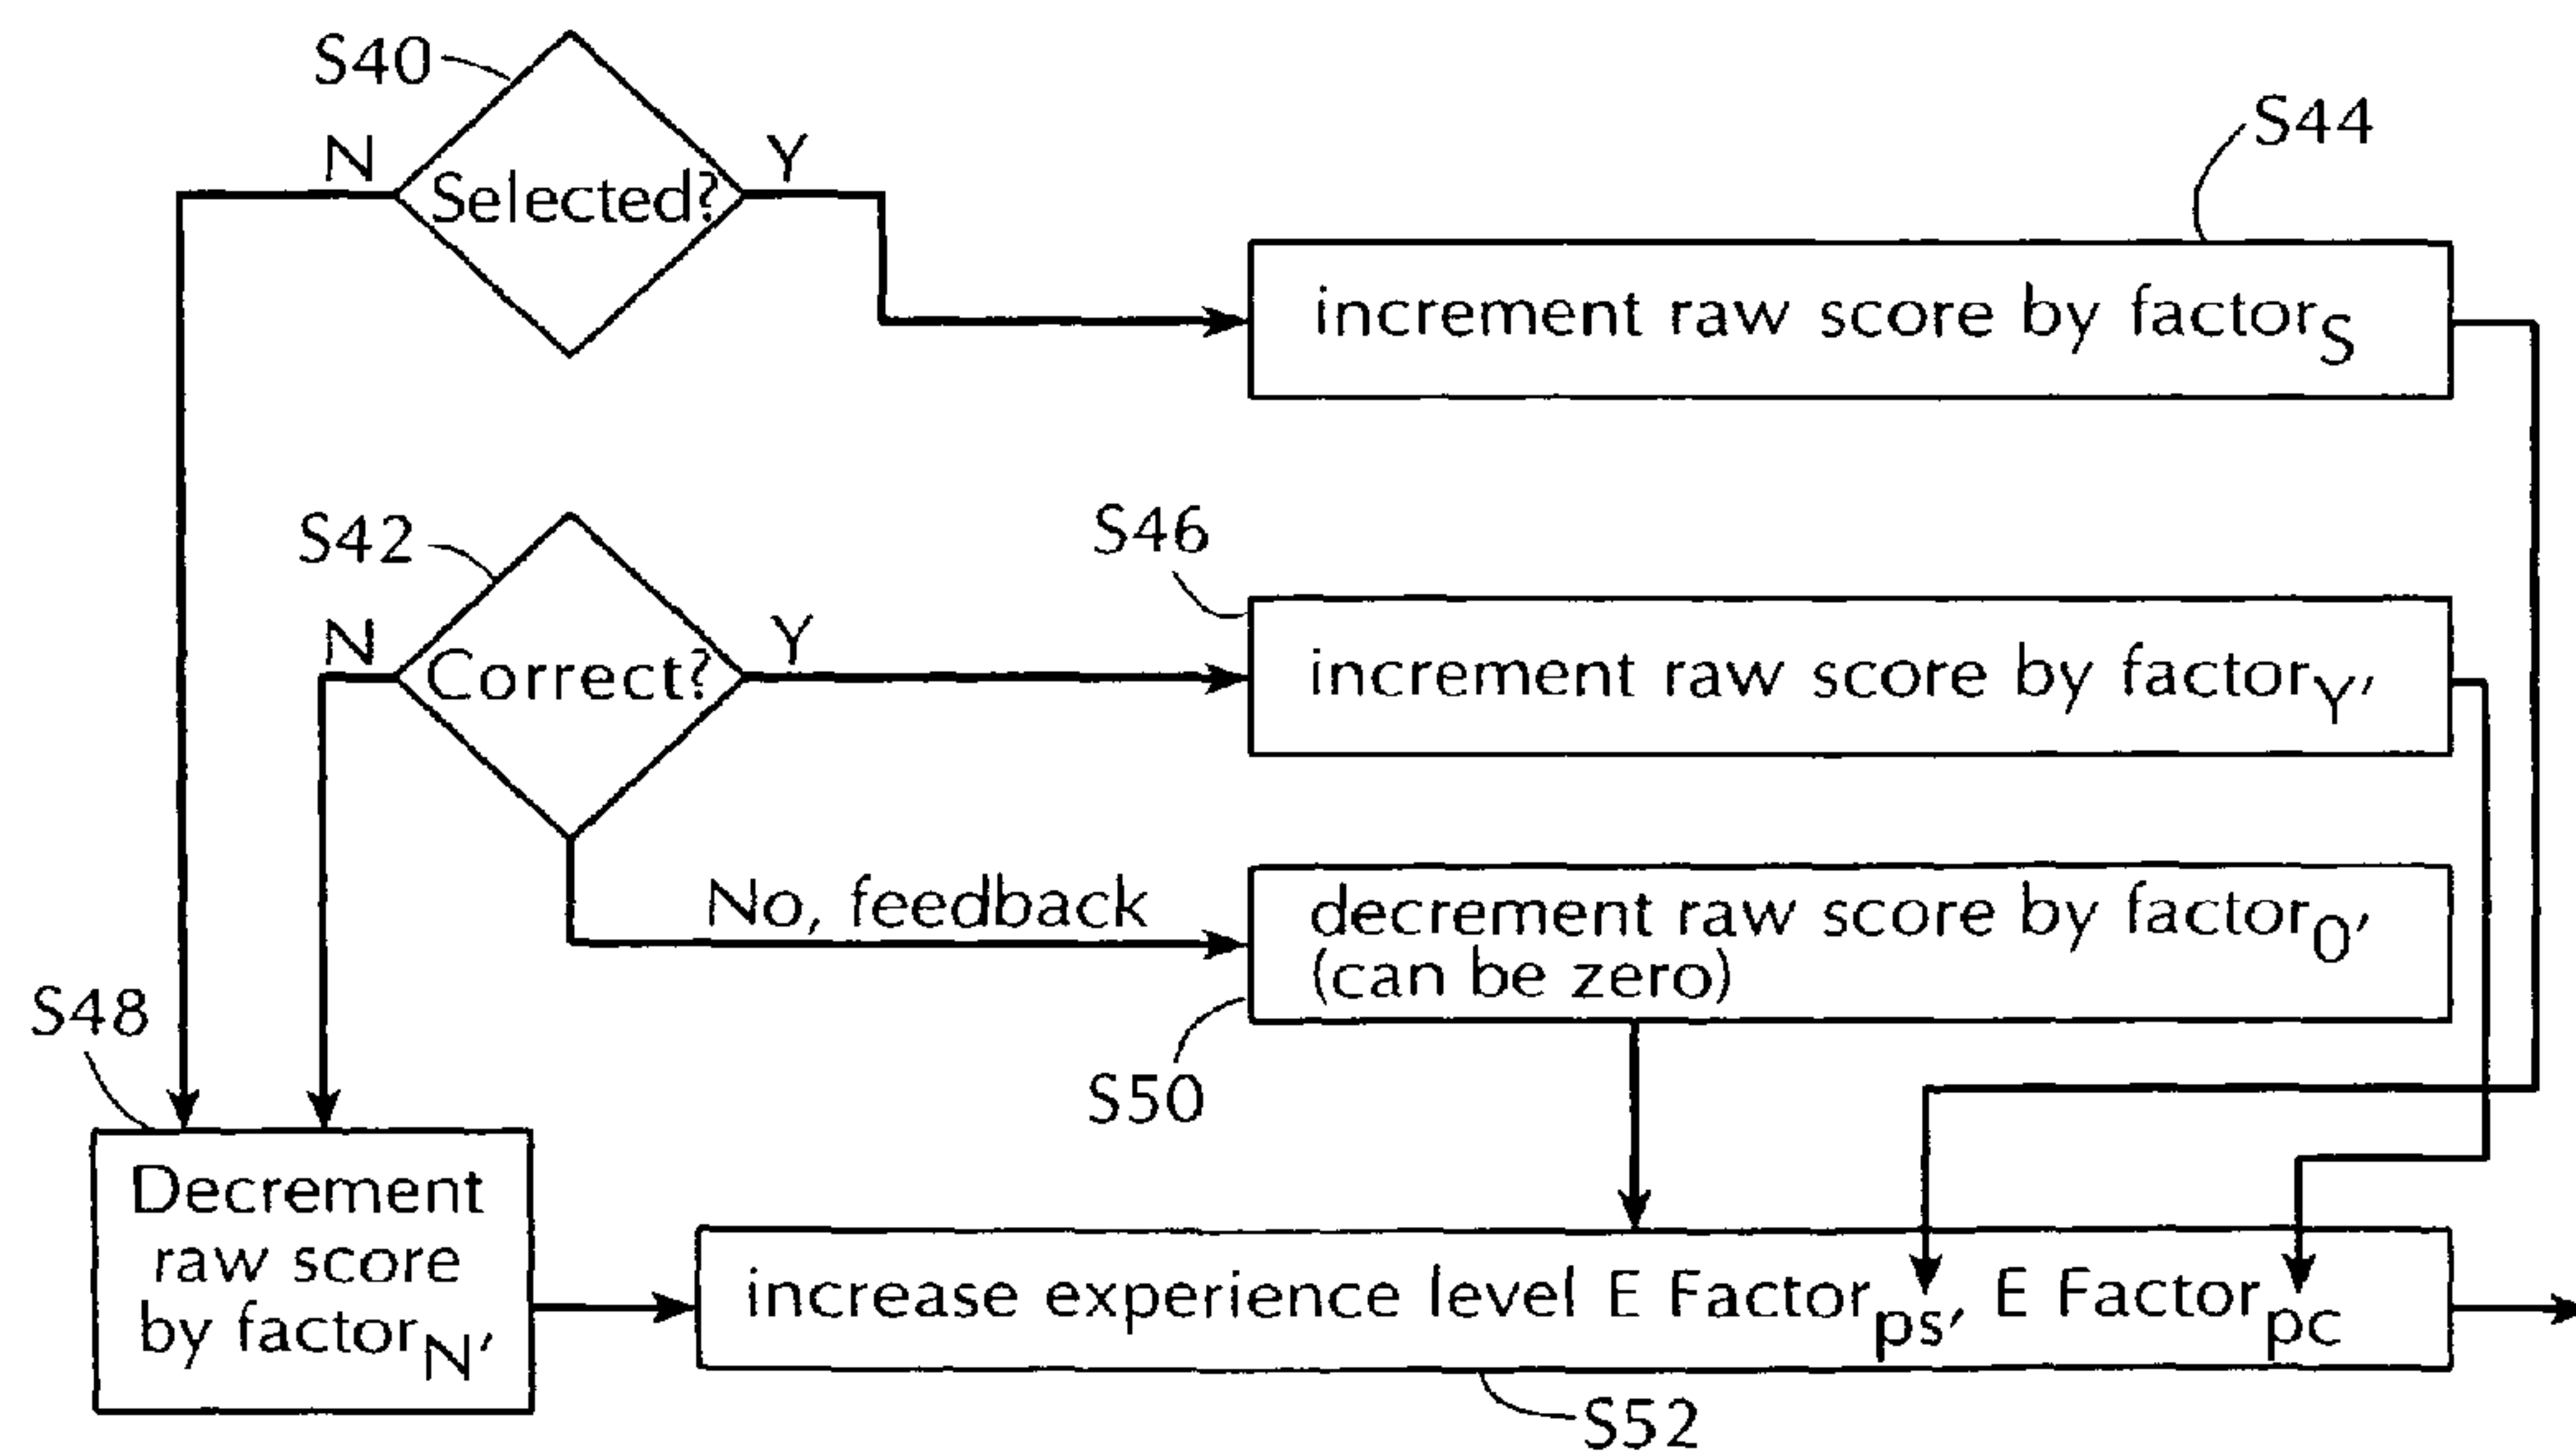 S40
N
Y
Selected?
S44
increment raw score by factorS
S42
N
Y
Correct?
S46
increment raw score by factorY'
No, feedback
decrement raw score by factor0'
(can be zero)
S50
S48
Decrement
raw score
by factorN'
increase experience level E Factorps, E Factorpc
S52